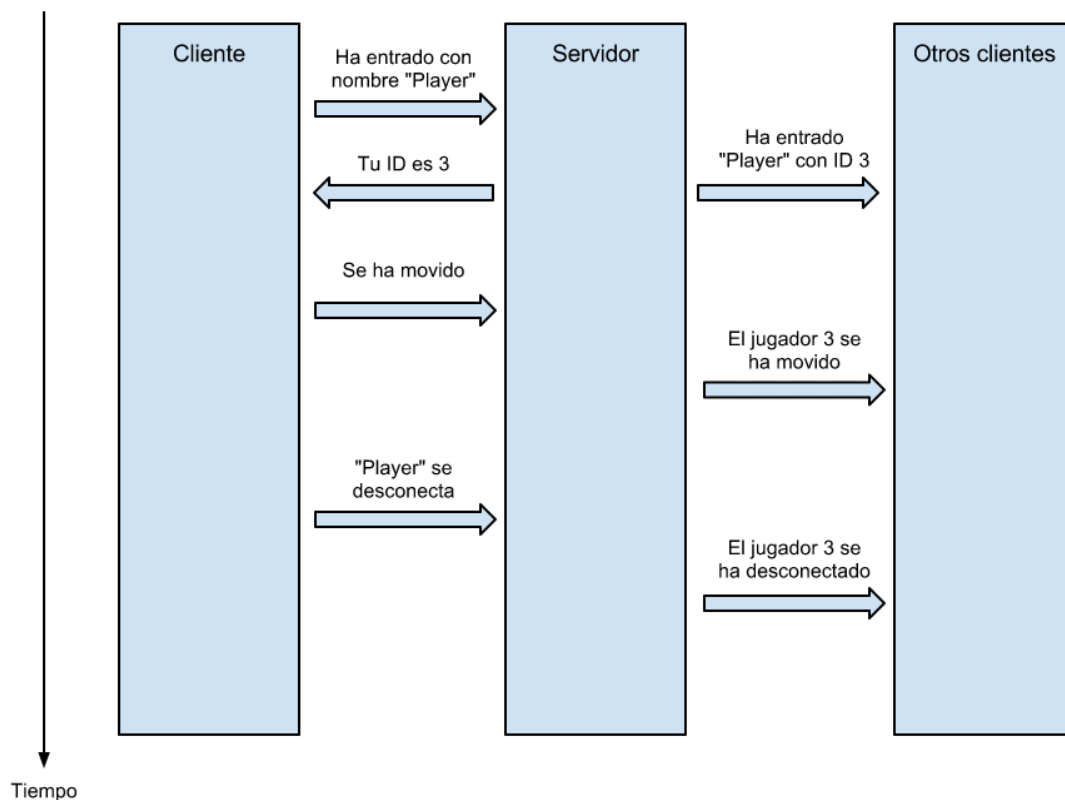 Cliente
Servidor
Otros clientes
Ha entrado con
nombre "Player"
Ha entrado
"Player" con ID 3
Tu ID es 3
Se ha movido
El jugador 3 se
ha movido
"Player" se
desconecta
El jugador 3 se
ha desconectado
Tiempo